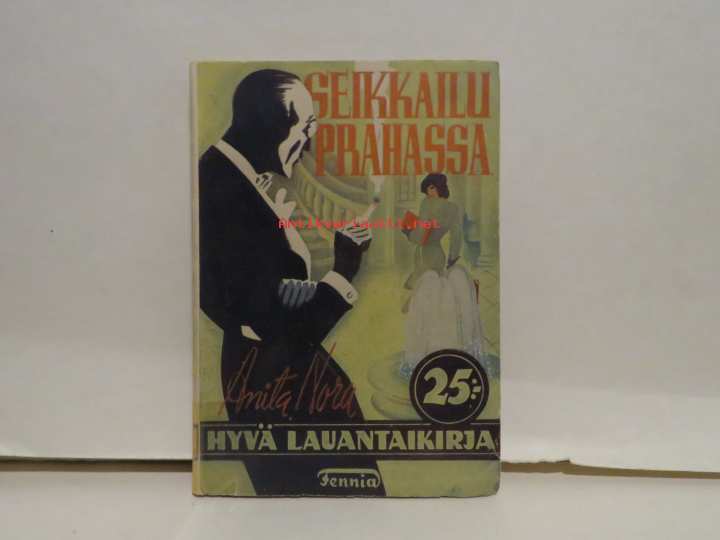 SEIKKAILU
PRAHASSA
Antikvariaatti.net
Anita Nora
25:-
HYVÄ LAUANTAIKIRJA
Fennia